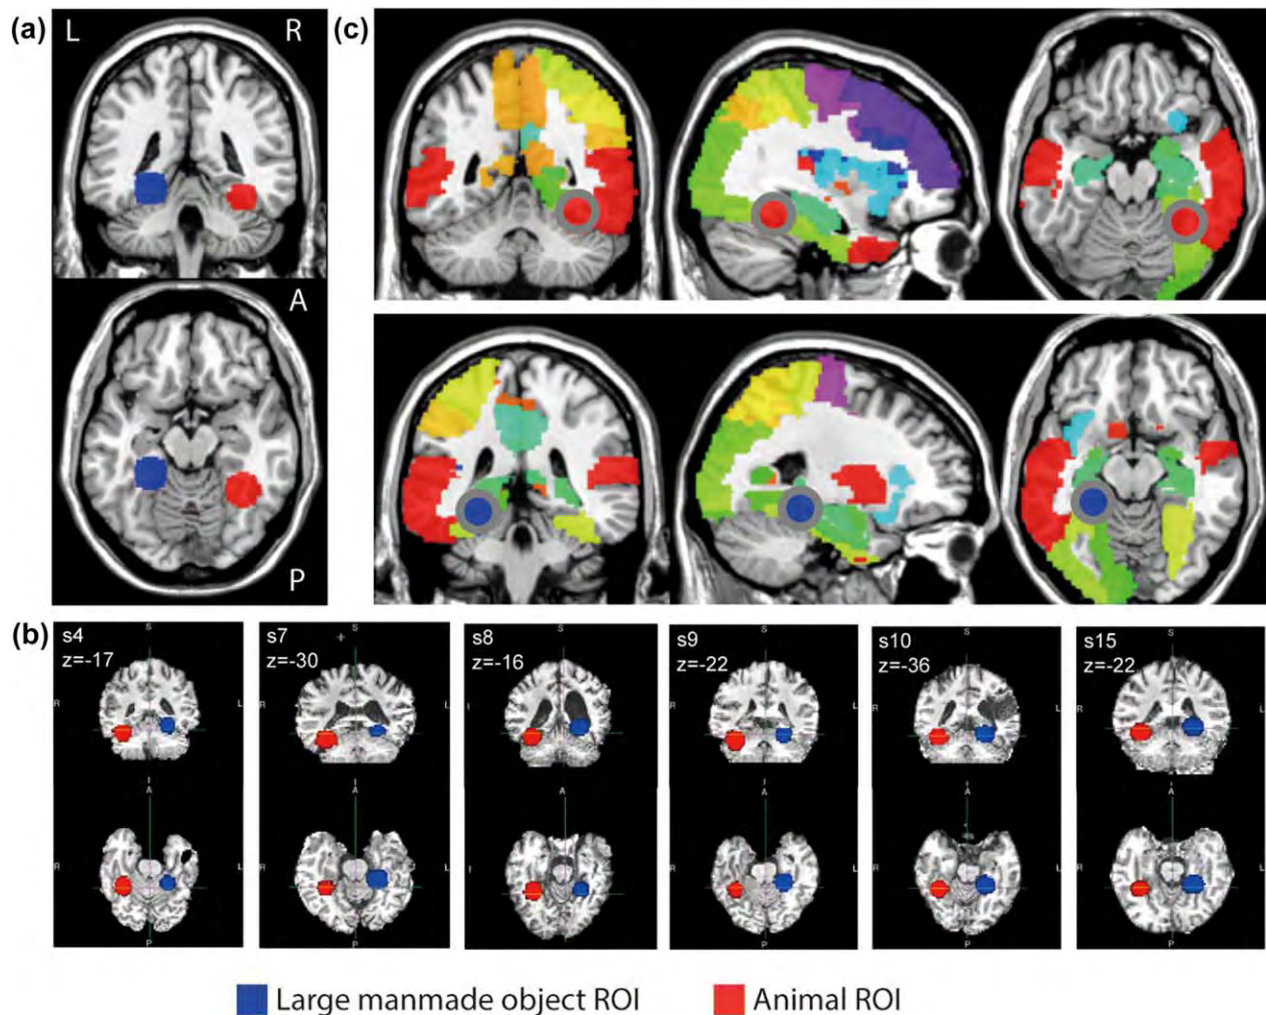 (a) L R (c)
A
P
(b) s4 s7 s8 s9 s10 s15
z=-17 z=-30 z=-16 z=-22 z=-36 z=-22
S S S S S S
R L R L L R L R L R L
I I I I
A A A A A A
R L R L L R L R L R L
P P P P P P
Large manmade object ROI Animal ROI